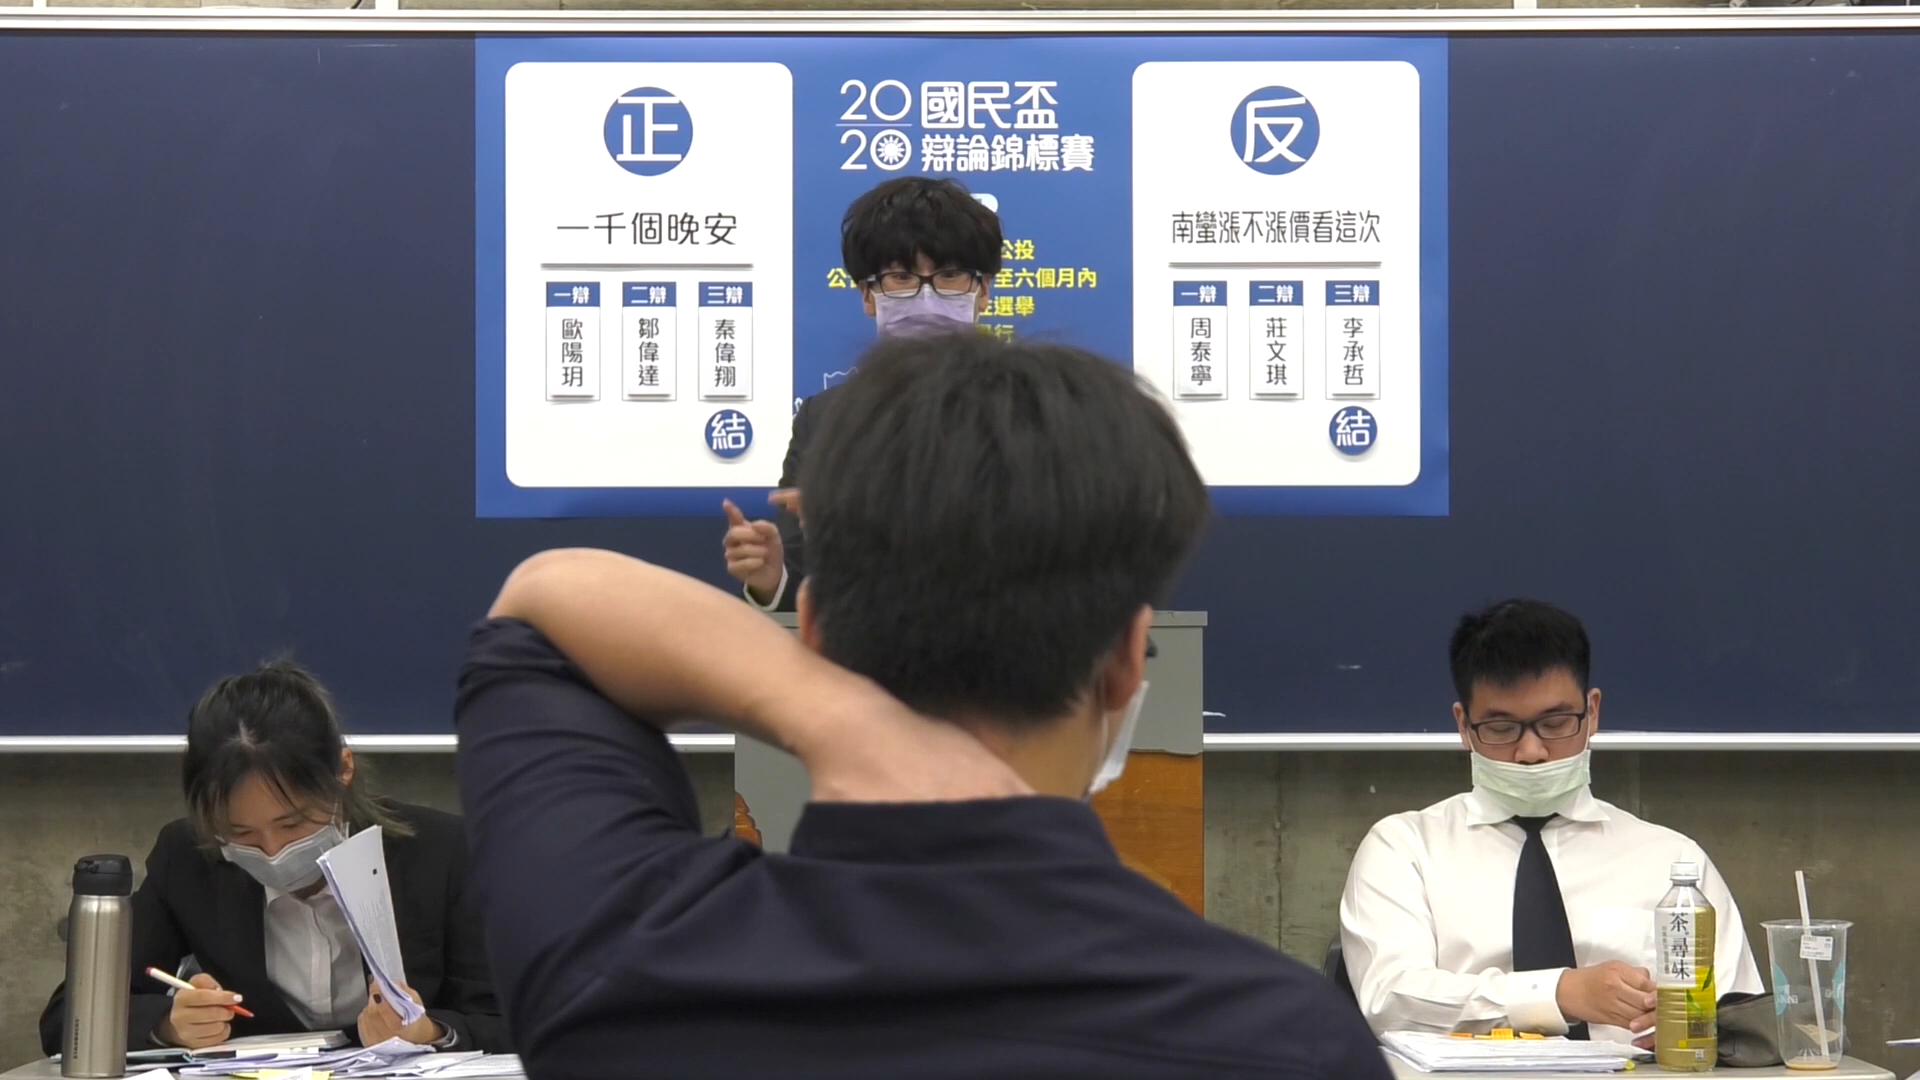 正
一千個晚安
一辯 二辯 三辯
歐陽玥 鄒偉達 秦偉翔
結
2020 國民盃
辯論錦標賽
公投
至六個月內
選舉
反
南蠻漲不漲價看這次
一辯 二辯 三辯
周泰寧 莊文琪 李承哲
結
茶尋味